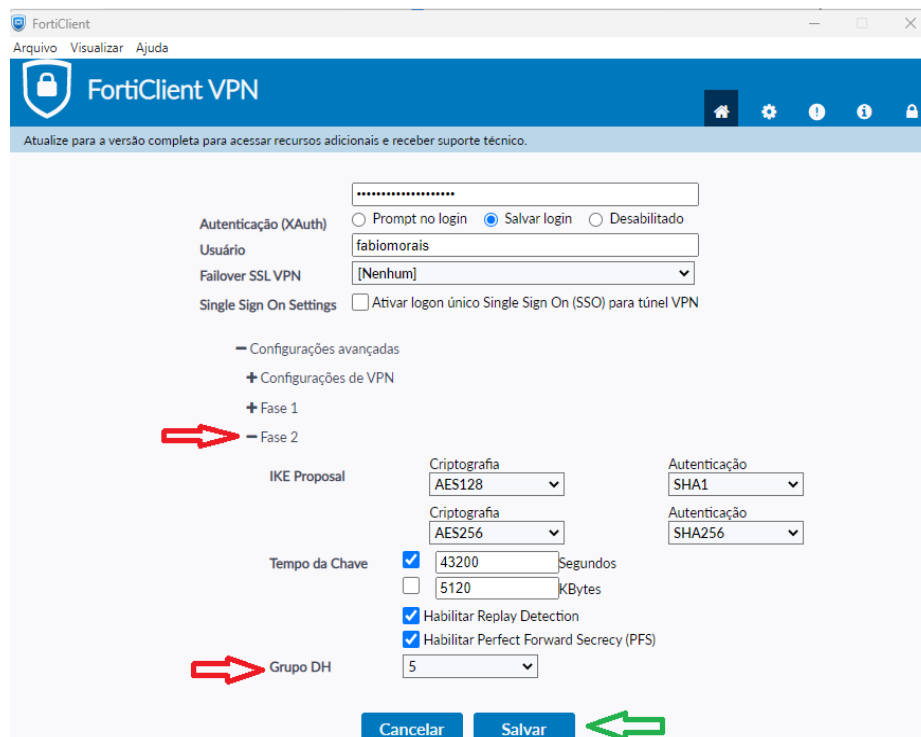 FortiClient
Arquivo Visualizar Ajuda
FortiClient VPN
Atualize para a versão completa para acessar recursos adicionais e receber suporte técnico.
••••••••••••••••••••
Autenticação (XAuth) Prompt no login Salvar login Desabilitado
Usuário fabiomorais
Failover SSL VPN [Nenhum]
Single Sign On Settings Ativar logon único Single Sign On (SSO) para túnel VPN
Configurações avançadas
Configurações de VPN
Fase 1
Fase 2
Criptografia Autenticação
IKE Proposal AES128 SHA1
Criptografia Autenticação
AES256 SHA256
Tempo da Chave 43200 Segundos
5120 KBytes
Habilitar Replay Detection
Habilitar Perfect Forward Secrecy (PFS)
Grupo DH 5
Cancelar Salvar